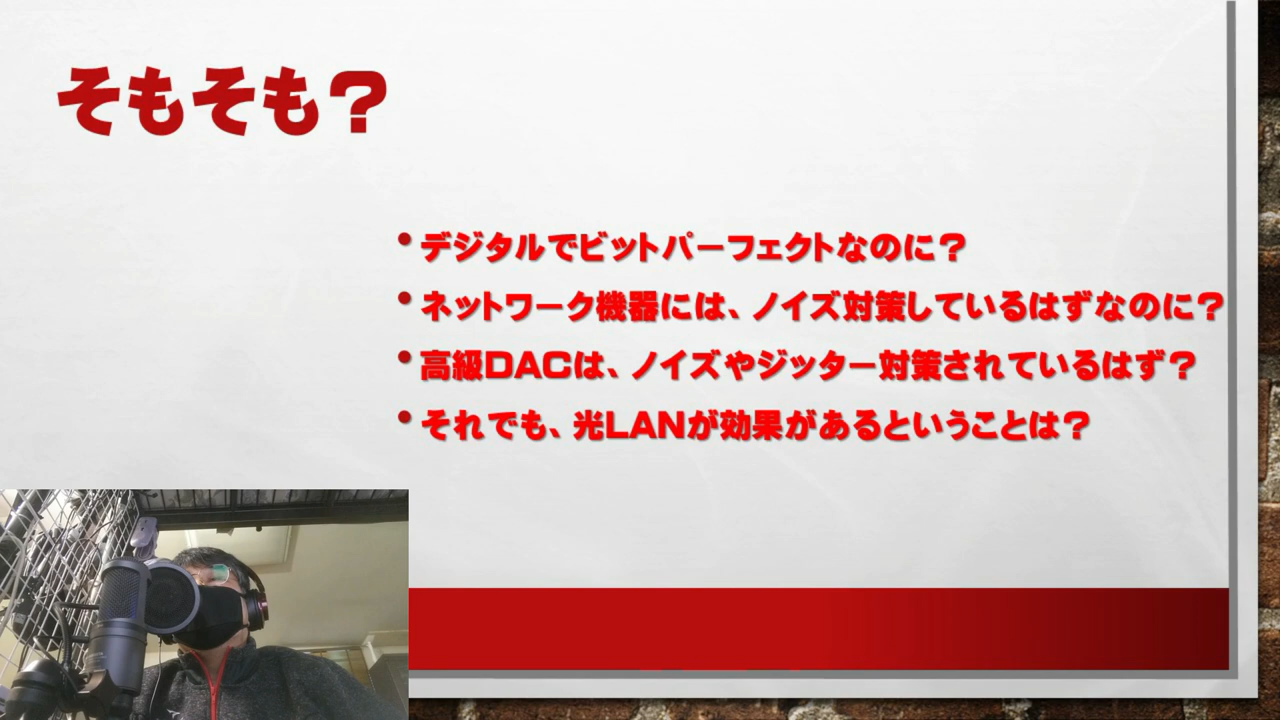 そもそも?
• デジタルでビットパーフェクトなのに?
• ネットワーク機器には、ノイズ対策しているはずなのに?
• 高級DACは、ノイズやジッター対策されているはず?
• それでも、光LANが効果があるということは?